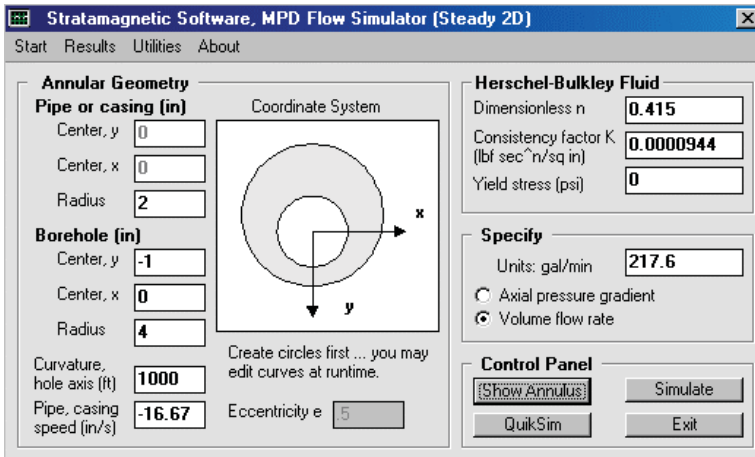 Stratamagnetic Software, MPD Flow Simulator (Steady 2D)
Start Results Utilities About
Annular Geometry
Pipe or casing (in)
Center, y 0
Center, x 0
Radius 2
Borehole (in)
Center, y -1
Center, x 0
Radius 4
Curvature,
hole axis (ft) 1000
Pipe, casing
speed (in/s) -16.67
Coordinate System
x
y
Create circles first ... you may
edit curves at runtime.
Eccentricity e .5
Herschel-Bulkley Fluid
Dimensionless n 0.415
Consistency factor K
(lbf sec^n/sq in) 0.0000944
Yield stress (psi) 0
Specify
Units: gal/min 217.6
Axial pressure gradient
Volume flow rate
Control Panel
Show Annulus Simulate
QuikSim Exit